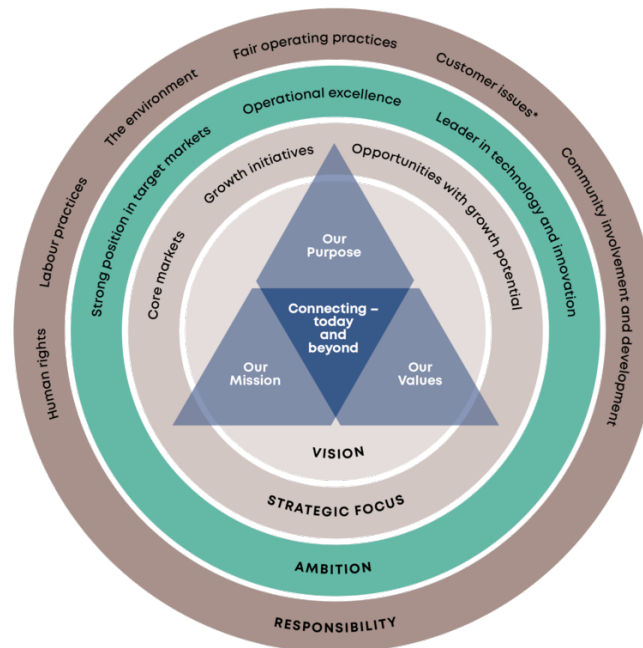 Human rights
Labour practices
The environment
Fair operating practices
Customer issues*
Community involvement and development
Strong position in target markets
Operational excellence
Leader in technology and innovation
Core markets
Growth initiatives
Opportunities with growth potential
Our
Purpose
Connecting –
today
and
beyond
Our
Mission
Our
Values
VISION
STRATEGIC FOCUS
AMBITION
RESPONSIBILITY